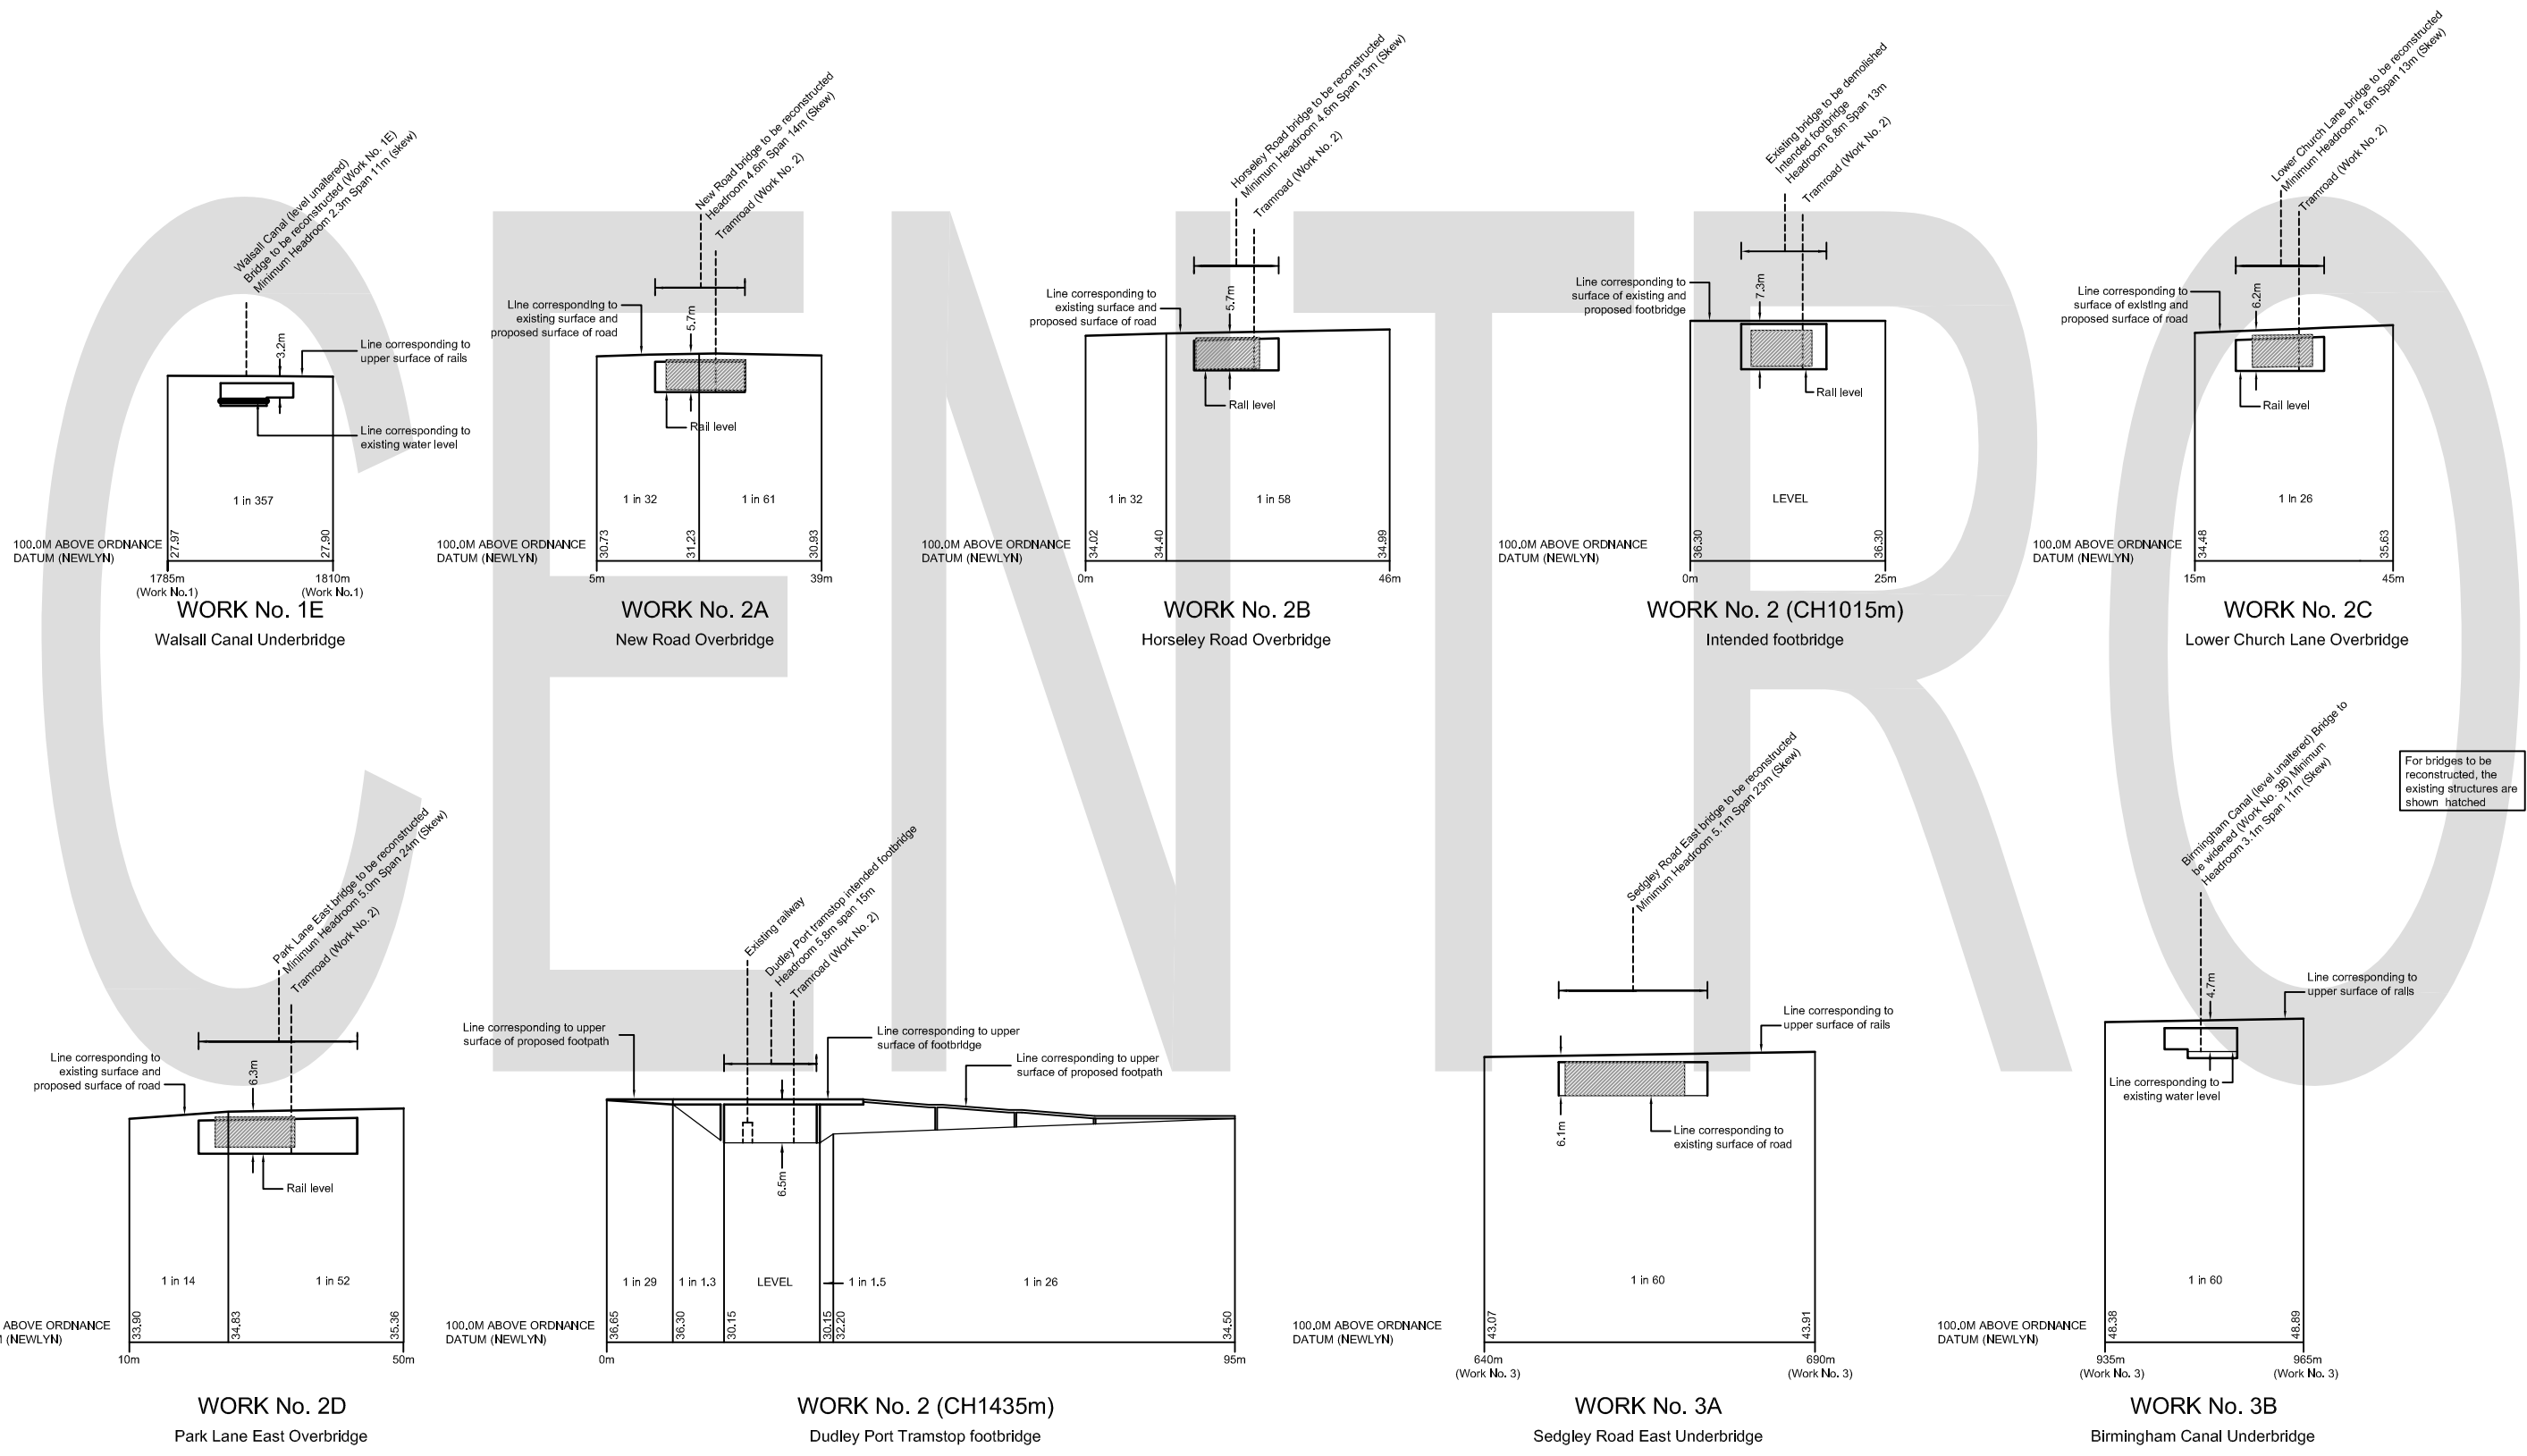 CENTRO
Walsall Canal (level unaltered)
Bridge to be reconstructed (Work No. 1E)
Minimum Headroom 2.3m Span 11m (skew)
3.2m
Line corresponding to
upper surface of rails
Line corresponding to
existing water level
1 in 357
100.0M ABOVE ORDNANCE
DATUM (NEWLYN)
27.97
27.90
1785m
(Work No.1)
1810m
(Work No.1)
WORK No. 1E
Walsall Canal Underbridge
New Road bridge to be reconstructed
Headroom 4.6m Span 14m (Skew)
Tramroad (Work No. 2)
Line corresponding to
existing surface and
proposed surface of road
5.7m
Rail level
1 in 32
1 in 61
100.0M ABOVE ORDNANCE
DATUM (NEWLYN)
30.73
31.23
30.93
5m
39m
WORK No. 2A
New Road Overbridge
Horseley Road bridge to be reconstructed
Minimum Headroom 4.6m Span 13m (Skew)
Tramroad (Work No. 2)
Line corresponding to
existing surface and
proposed surface of road
5.7m
Rail level
1 in 32
1 in 58
100.0M ABOVE ORDNANCE
DATUM (NEWLYN)
34.02
34.40
34.99
0m
46m
WORK No. 2B
Horseley Road Overbridge
Existing bridge to be demolished
Intended footbridge
Headroom 6.8m Span 13m
Tramroad (Work No. 2)
Line corresponding to
surface of existing and
proposed footbridge
7.3m
Rail level
LEVEL
100.0M ABOVE ORDNANCE
DATUM (NEWLYN)
36.30
36.30
0m
25m
WORK No. 2 (CH1015m)
Intended footbridge
Lower Church Lane bridge to be reconstructed
Minimum Headroom 4.6m Span 13m (Skew)
Tramroad (Work No. 2)
Line corresponding to
surface of existing and
proposed surface of road
6.2m
Rail level
1 in 26
100.0M ABOVE ORDNANCE
DATUM (NEWLYN)
34.48
35.63
15m
45m
WORK No. 2C
Lower Church Lane Overbridge
For bridges to be
reconstructed, the
existing structures are
shown hatched
Park Lane East bridge to be reconstructed
Minimum Headroom 5.0m Span 24m (Skew)
Tramroad (Work No. 2)
Line corresponding to
existing surface and
proposed surface of road
6.3m
Rail level
1 in 14
1 in 52
ABOVE ORDNANCE
(NEWLYN)
33.90
34.83
35.36
10m
50m
WORK No. 2D
Park Lane East Overbridge
Existing railway
Dudley Port tramstop intended footbridge
Headroom 5.8m span 15m
Tramroad (Work No. 2)
Line corresponding to upper
surface of proposed footpath
Line corresponding to upper
surface of footbridge
Line corresponding to upper
surface of proposed footpath
6.5m
1 in 29
1 in 1.3
LEVEL
1 in 1.5
1 in 26
100.0M ABOVE ORDNANCE
DATUM (NEWLYN)
36.65
36.30
30.15
30.15
32.20
34.50
0m
95m
WORK No. 2 (CH1435m)
Dudley Port Tramstop footbridge
Sedgley Road East bridge to be reconstructed
Minimum Headroom 5.1m Span 23m (Skew)
Line corresponding to
upper surface of rails
6.1m
Line corresponding to
existing surface of road
1 in 60
100.0M ABOVE ORDNANCE
DATUM (NEWLYN)
43.07
43.91
640m
(Work No. 3)
690m
(Work No. 3)
WORK No. 3A
Sedgley Road East Underbridge
Birmingham Canal (level unaltered) Bridge to
be widened (Work No. 3B) Minimum
Headroom 3.1m Span 11m (Skew)
4.7m
Line corresponding to
upper surface of rails
Line corresponding to
existing water level
1 in 60
100.0M ABOVE ORDNANCE
DATUM (NEWLYN)
48.38
48.89
935m
(Work No. 3)
965m
(Work No. 3)
WORK No. 3B
Birmingham Canal Underbridge